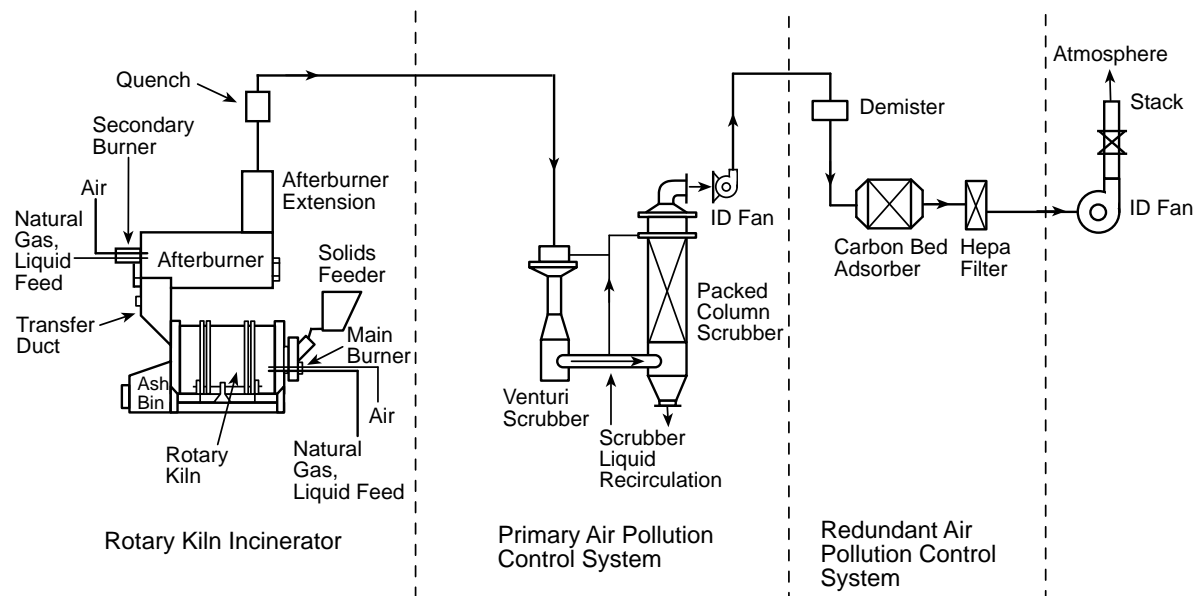 Quench
Secondary
Burner
Air
Natural
Gas,
Liquid
Feed
Afterburner
Extension
Afterburner
Solids
Feeder
Transfer
Duct
Main
Burner
Ash
Bin
Air
Rotary
Kiln
Natural
Gas,
Liquid Feed
Rotary Kiln Incinerator
ID Fan
Packed
Column
Scrubber
Venturi
Scrubber
Scrubber
Liquid
Recirculation
Primary Air Pollution
Control System
Demister
Carbon Bed
Adsorber
Hepa
Filter
Redundant Air
Pollution Control
System
Atmosphere
Stack
ID Fan